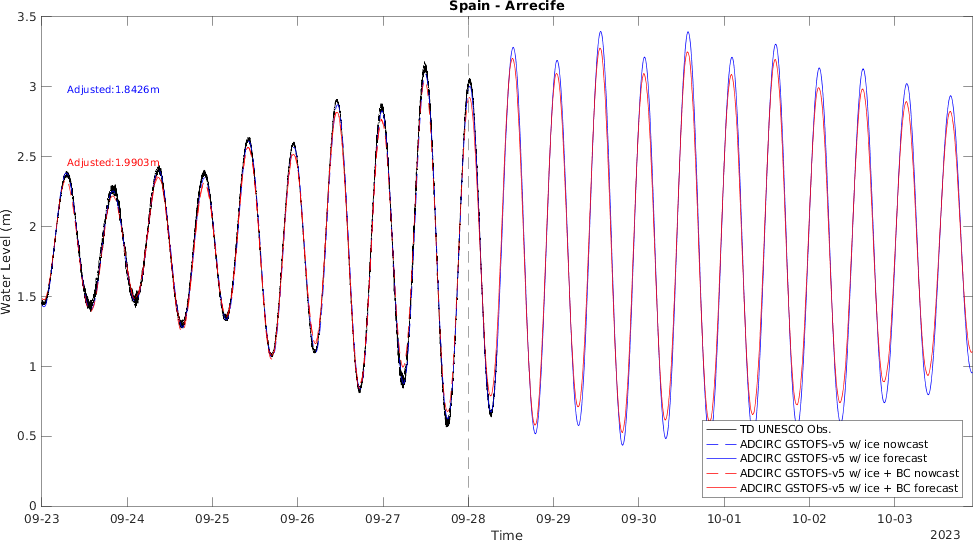 Spain - Arrecife
3.5
3
2.5
2
1.5
1
0.5
0
Water Level (m)
Adjusted:1.8426m
Adjusted:1.9903m
TD UNESCO Obs.
ADCIRC GSTOFS-v5 w/ ice nowcast
ADCIRC GSTOFS-v5 w/ ice forecast
ADCIRC GSTOFS-v5 w/ ice + BC nowcast
ADCIRC GSTOFS-v5 w/ ice + BC forecast
09-23 09-24 09-25 09-26 09-27 09-28 09-29 09-30 10-01 10-02 10-03
Time
2023